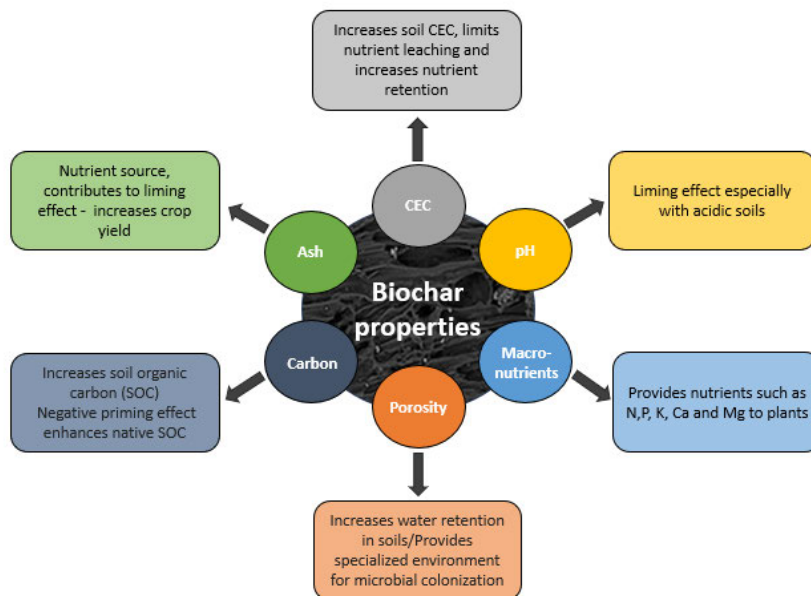 Increases soil CEC, limits
nutrient leaching and
increases nutrient
retention
Nutrient source,
contributes to liming
effect - increases crop
yield
CEC
Liming effect especially
with acidic soils
Ash
pH
Biochar
properties
Carbon
Macro-
nutrients
Increases soil organic
carbon (SOC)
Negative priming effect
enhances native SOC
Porosity
Provides nutrients such as
N,P, K, Ca and Mg to plants
Increases water retention
in soils/Provides
specialized environment
for microbial colonization